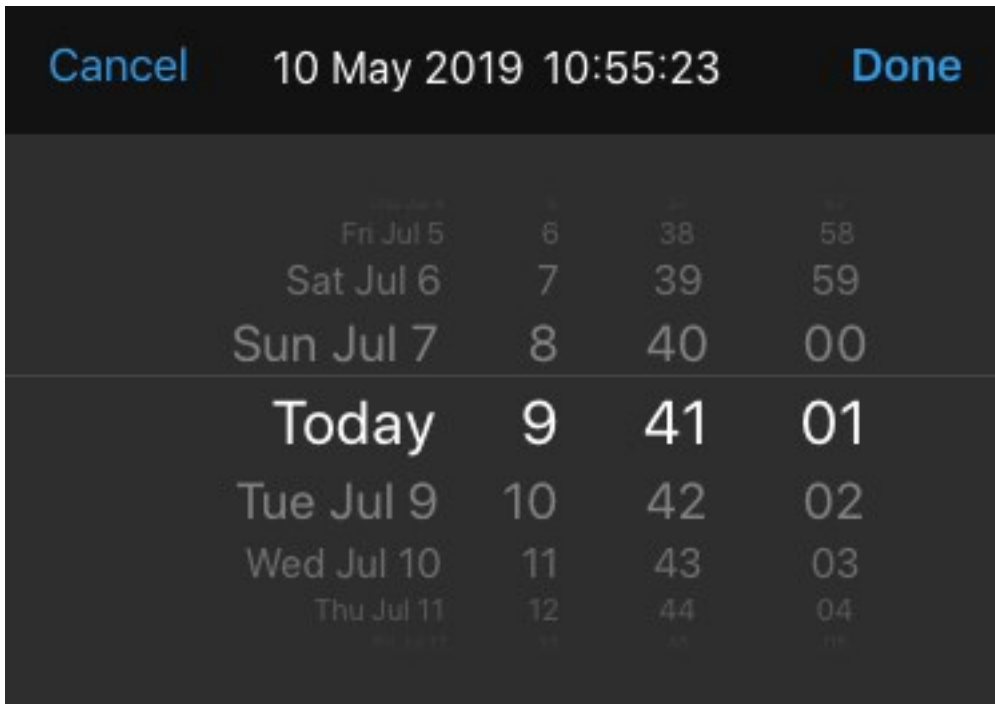 Cancel 10 May 2019 10:55:23 Done
Fri Jul 5 6 38 58
Sat Jul 6 7 39 59
Sun Jul 7 8 40 00
Today 9 41 01
Tue Jul 9 10 42 02
Wed Jul 10 11 43 03
Thu Jul 11 12 44 04